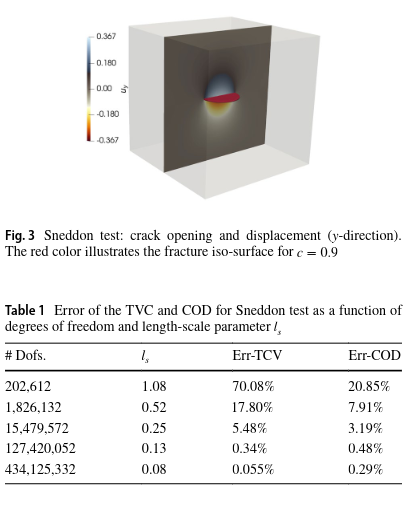 0.367
0.180
0.00
-0.180
-0.367
u_y
Fig. 3 Sneddon test: crack opening and displacement (y-direction).
The red color illustrates the fracture iso-surface for c = 0.9
Table 1 Error of the TVC and COD for Sneddon test as a function of
degrees of freedom and length-scale parameter l_s
# Dofs. l_s Err-TCV Err-COD
202,612 1.08 70.08% 20.85%
1,826,132 0.52 17.80% 7.91%
15,479,572 0.25 5.48% 3.19%
127,420,052 0.13 0.34% 0.48%
434,125,332 0.08 0.055% 0.29%